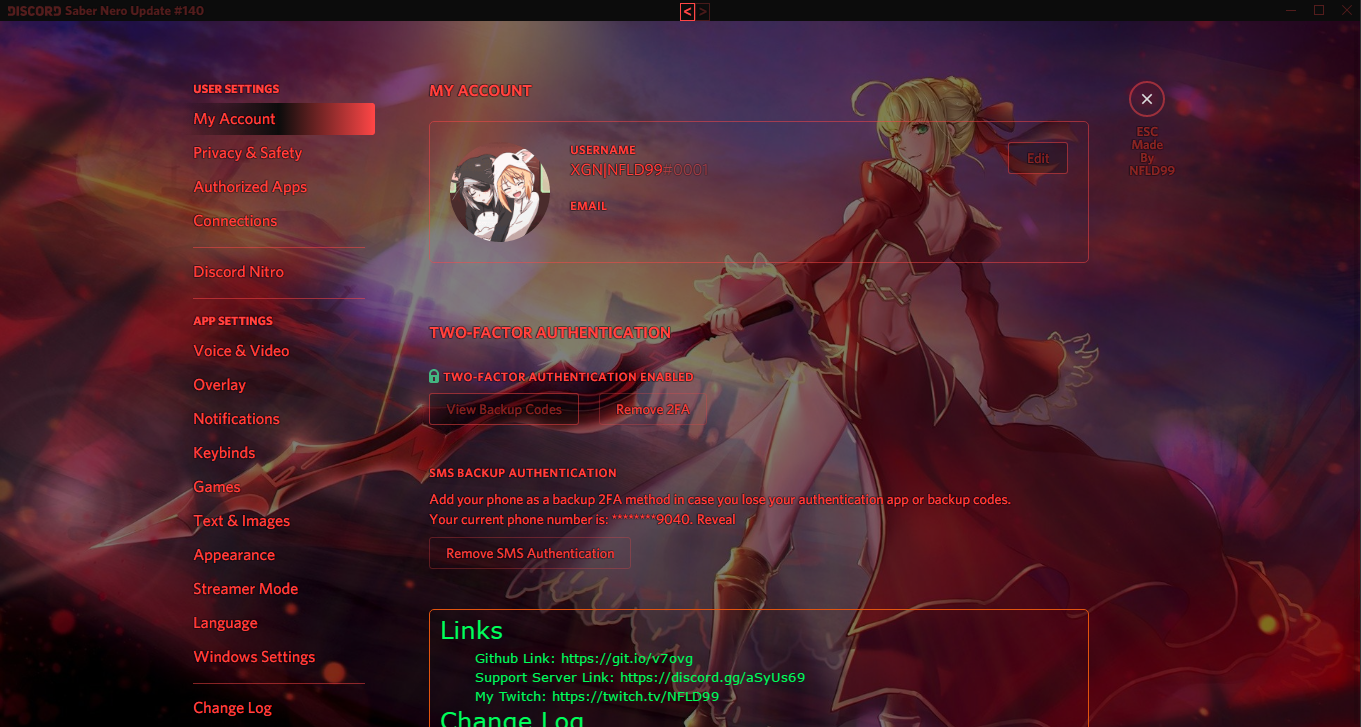 DISCORD Saber Nero Update #140
< >
USER SETTINGS
My Account
Privacy & Safety
Authorized Apps
Connections
Discord Nitro
APP SETTINGS
Voice & Video
Overlay
Notifications
Keybinds
Games
Text & Images
Appearance
Streamer Mode
Language
Windows Settings
Change Log
MY ACCOUNT
USERNAME
XGN|NFLD99#0001
EMAIL
Edit
TWO-FACTOR AUTHENTICATION
TWO-FACTOR AUTHENTICATION ENABLED
View Backup Codes
Remove 2FA
SMS BACKUP AUTHENTICATION
Add your phone as a backup 2FA method in case you lose your authentication app or backup codes.
Your current phone number is: ********9040. Reveal
Remove SMS Authentication
Links
Github Link: https://git.io/v7ovg
Support Server Link: https://discord.gg/aSyUs69
My Twitch: https://twitch.tv/NFLD99
Change Log
ESC
Made
By
NFLD99